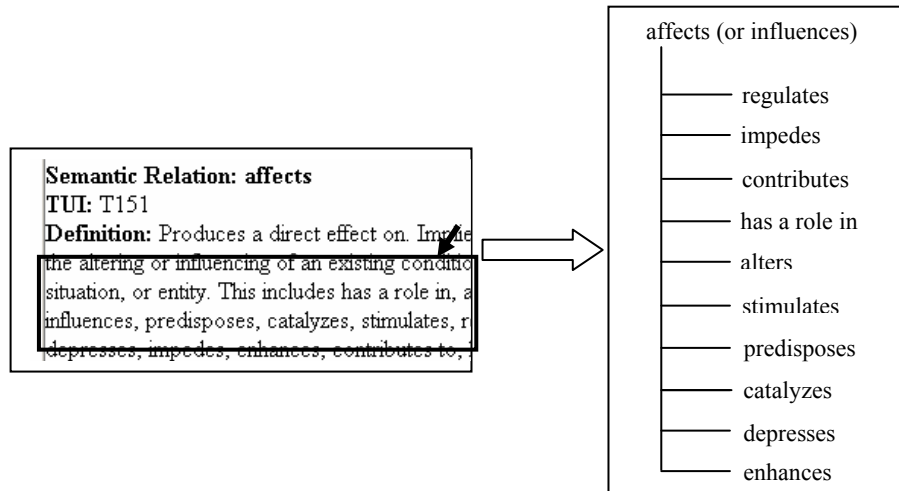 Semantic Relation: affects
TUI: T151
Definition: Produces a direct effect on.
the altering or influencing of an existing
situation, or entity. This includes has a role in,
influences, predisposes, catalyzes, stimulates,
depresses, impedes, enhances, contributes to,
affects (or influences)
regulates
impedes
contributes
has a role in
alters
stimulates
predisposes
catalyzes
depresses
enhances